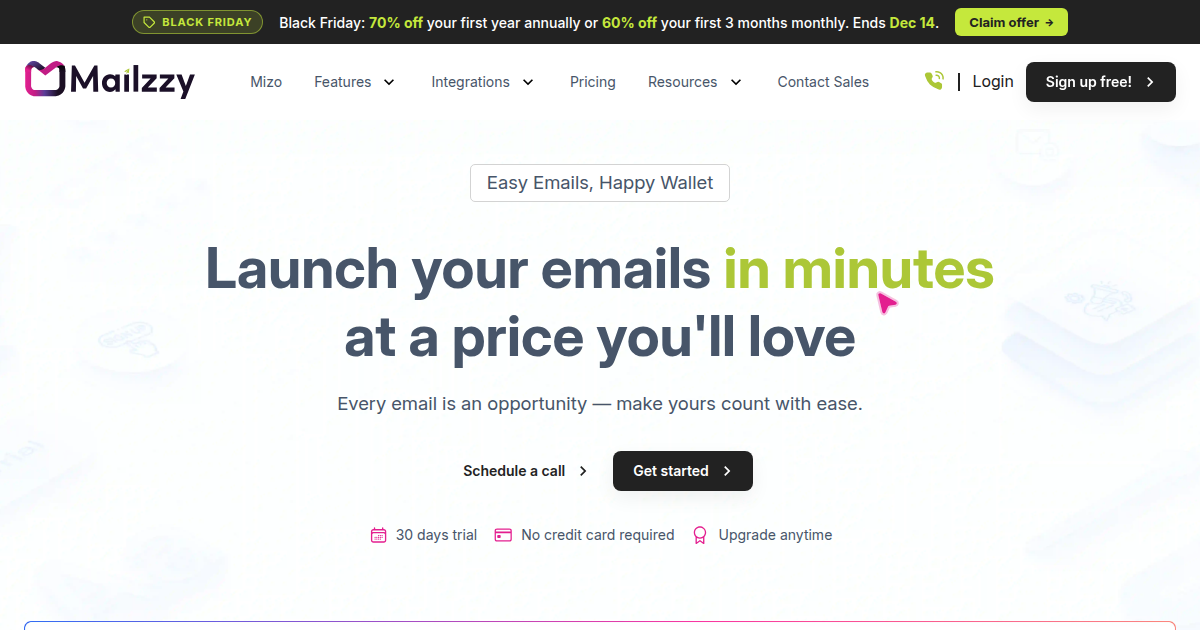 BLACK FRIDAY
Black Friday: 70% off your first year annually or 60% off your first 3 months monthly. Ends Dec 14.
Claim offer →
Mailzzy
Mizo
Features
Integrations
Pricing
Resources
Contact Sales
Login
Sign up free!
Easy Emails, Happy Wallet
Launch your emails in minutes
at a price you'll love
Every email is an opportunity — make yours count with ease.
Schedule a call
Get started
30 days trial
No credit card required
Upgrade anytime